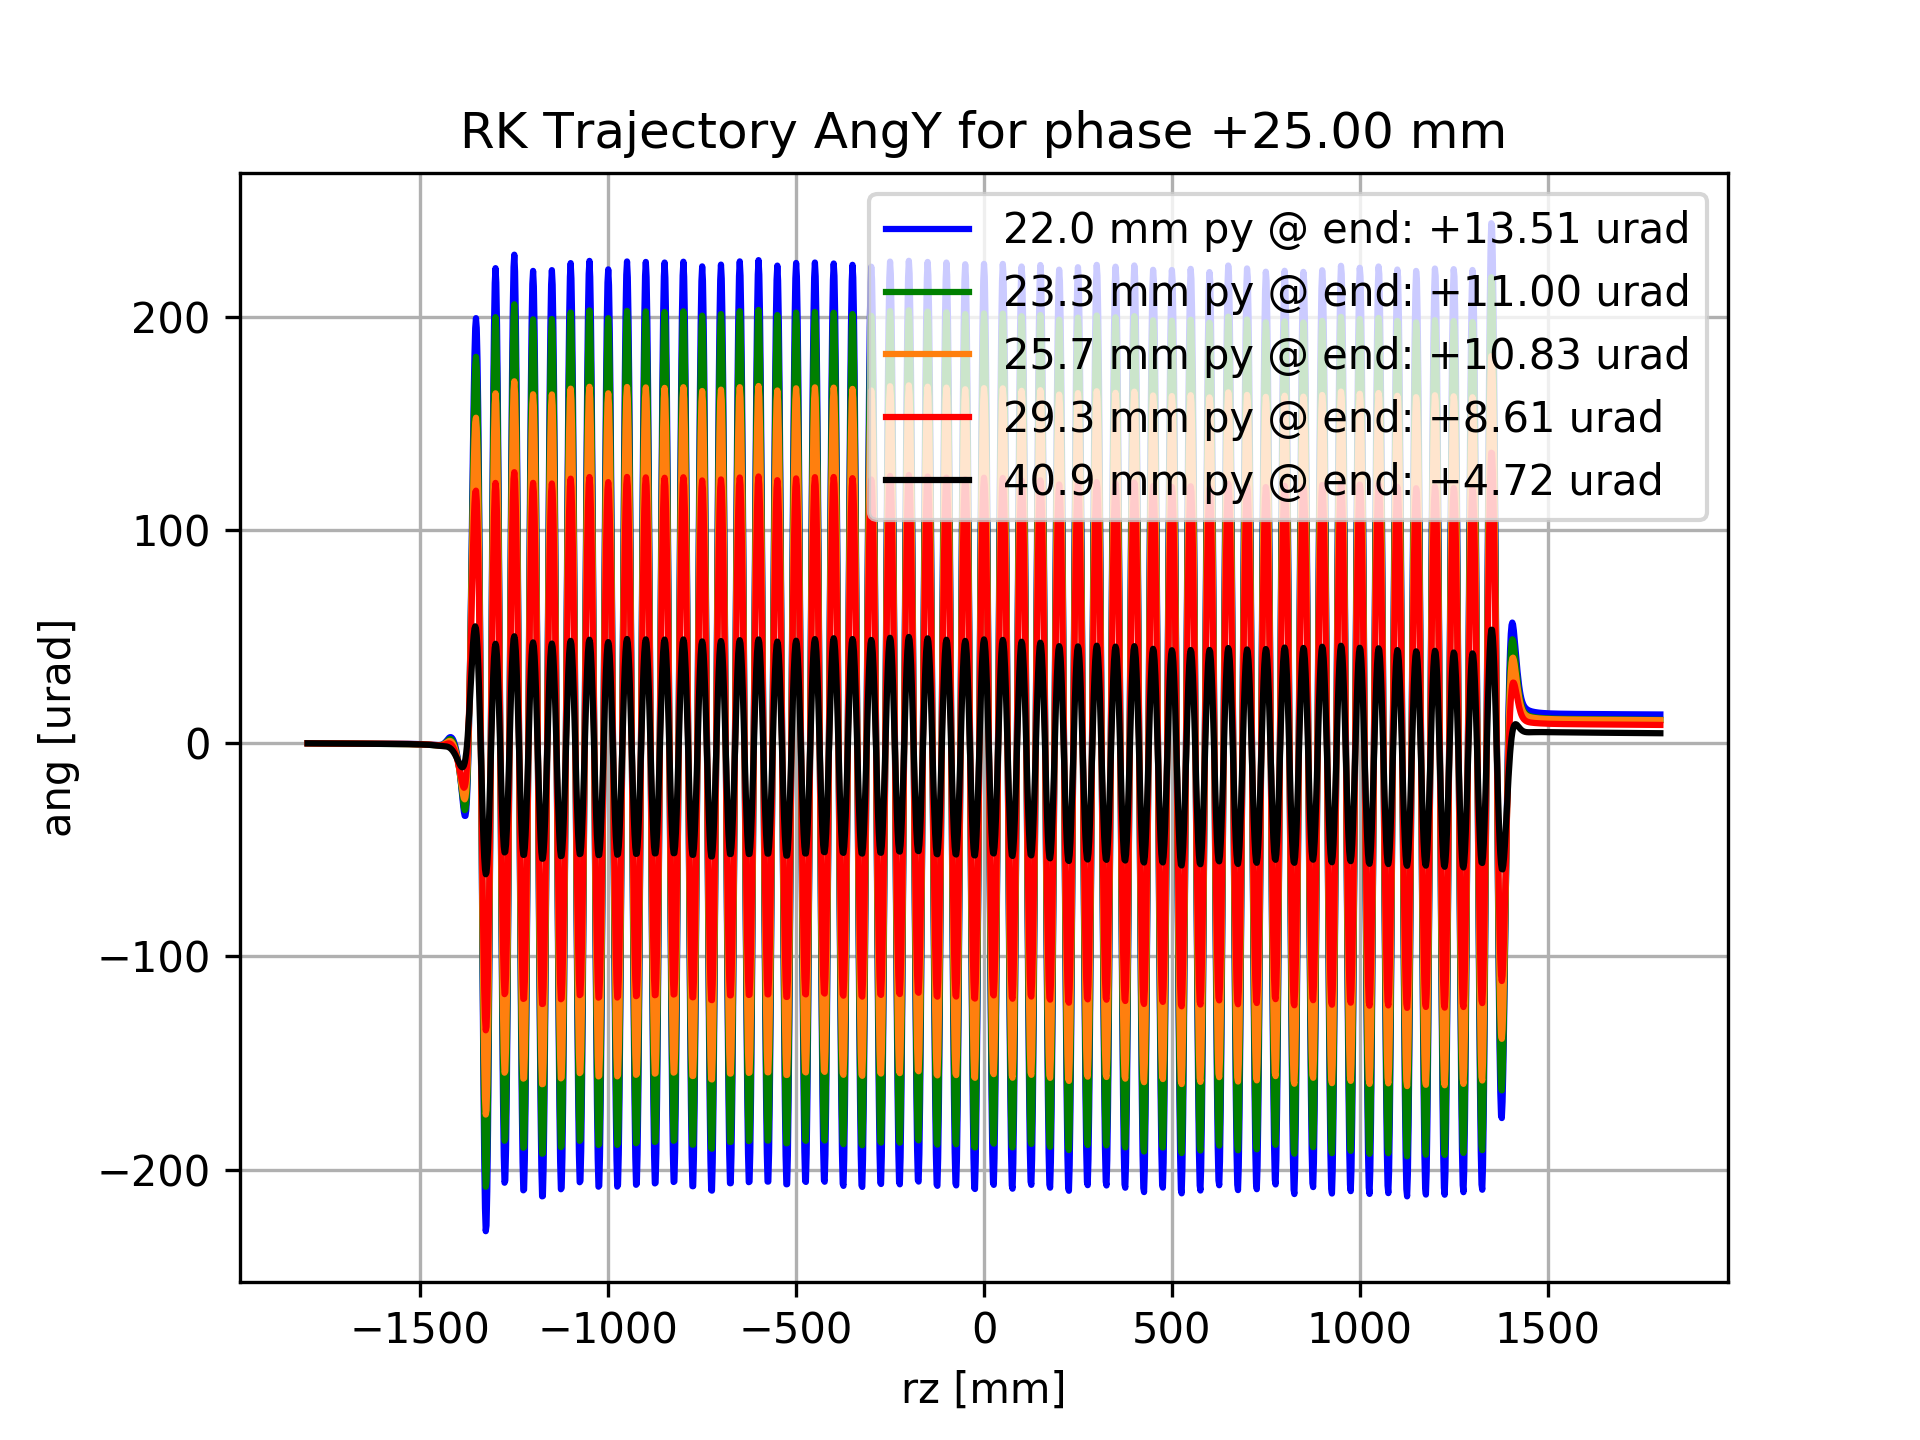 RK Trajectory AngY for phase +25.00 mm
22.0 mm py @ end: +13.51 urad
23.3 mm py @ end: +11.00 urad
25.7 mm py @ end: +10.83 urad
29.3 mm py @ end: +8.61 urad
40.9 mm py @ end: +4.72 urad
ang [urad]
200
100
0
−100
−200
−1500 −1000 −500 0 500 1000 1500
rz [mm]